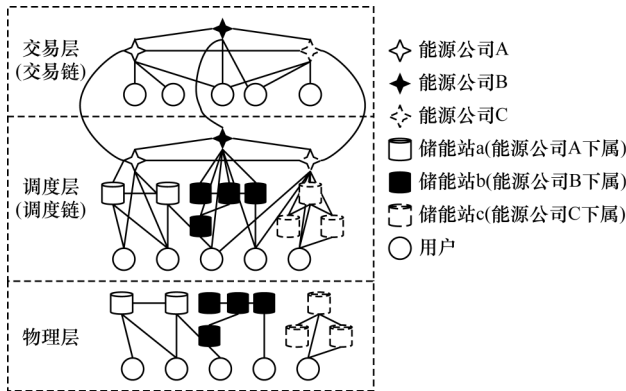 交易层
(交易链)
调度层
(调度链)
物理层
能源公司A
能源公司B
能源公司C
储能站a(能源公司A下属)
储能站b(能源公司B下属)
储能站c(能源公司C下属)
用户